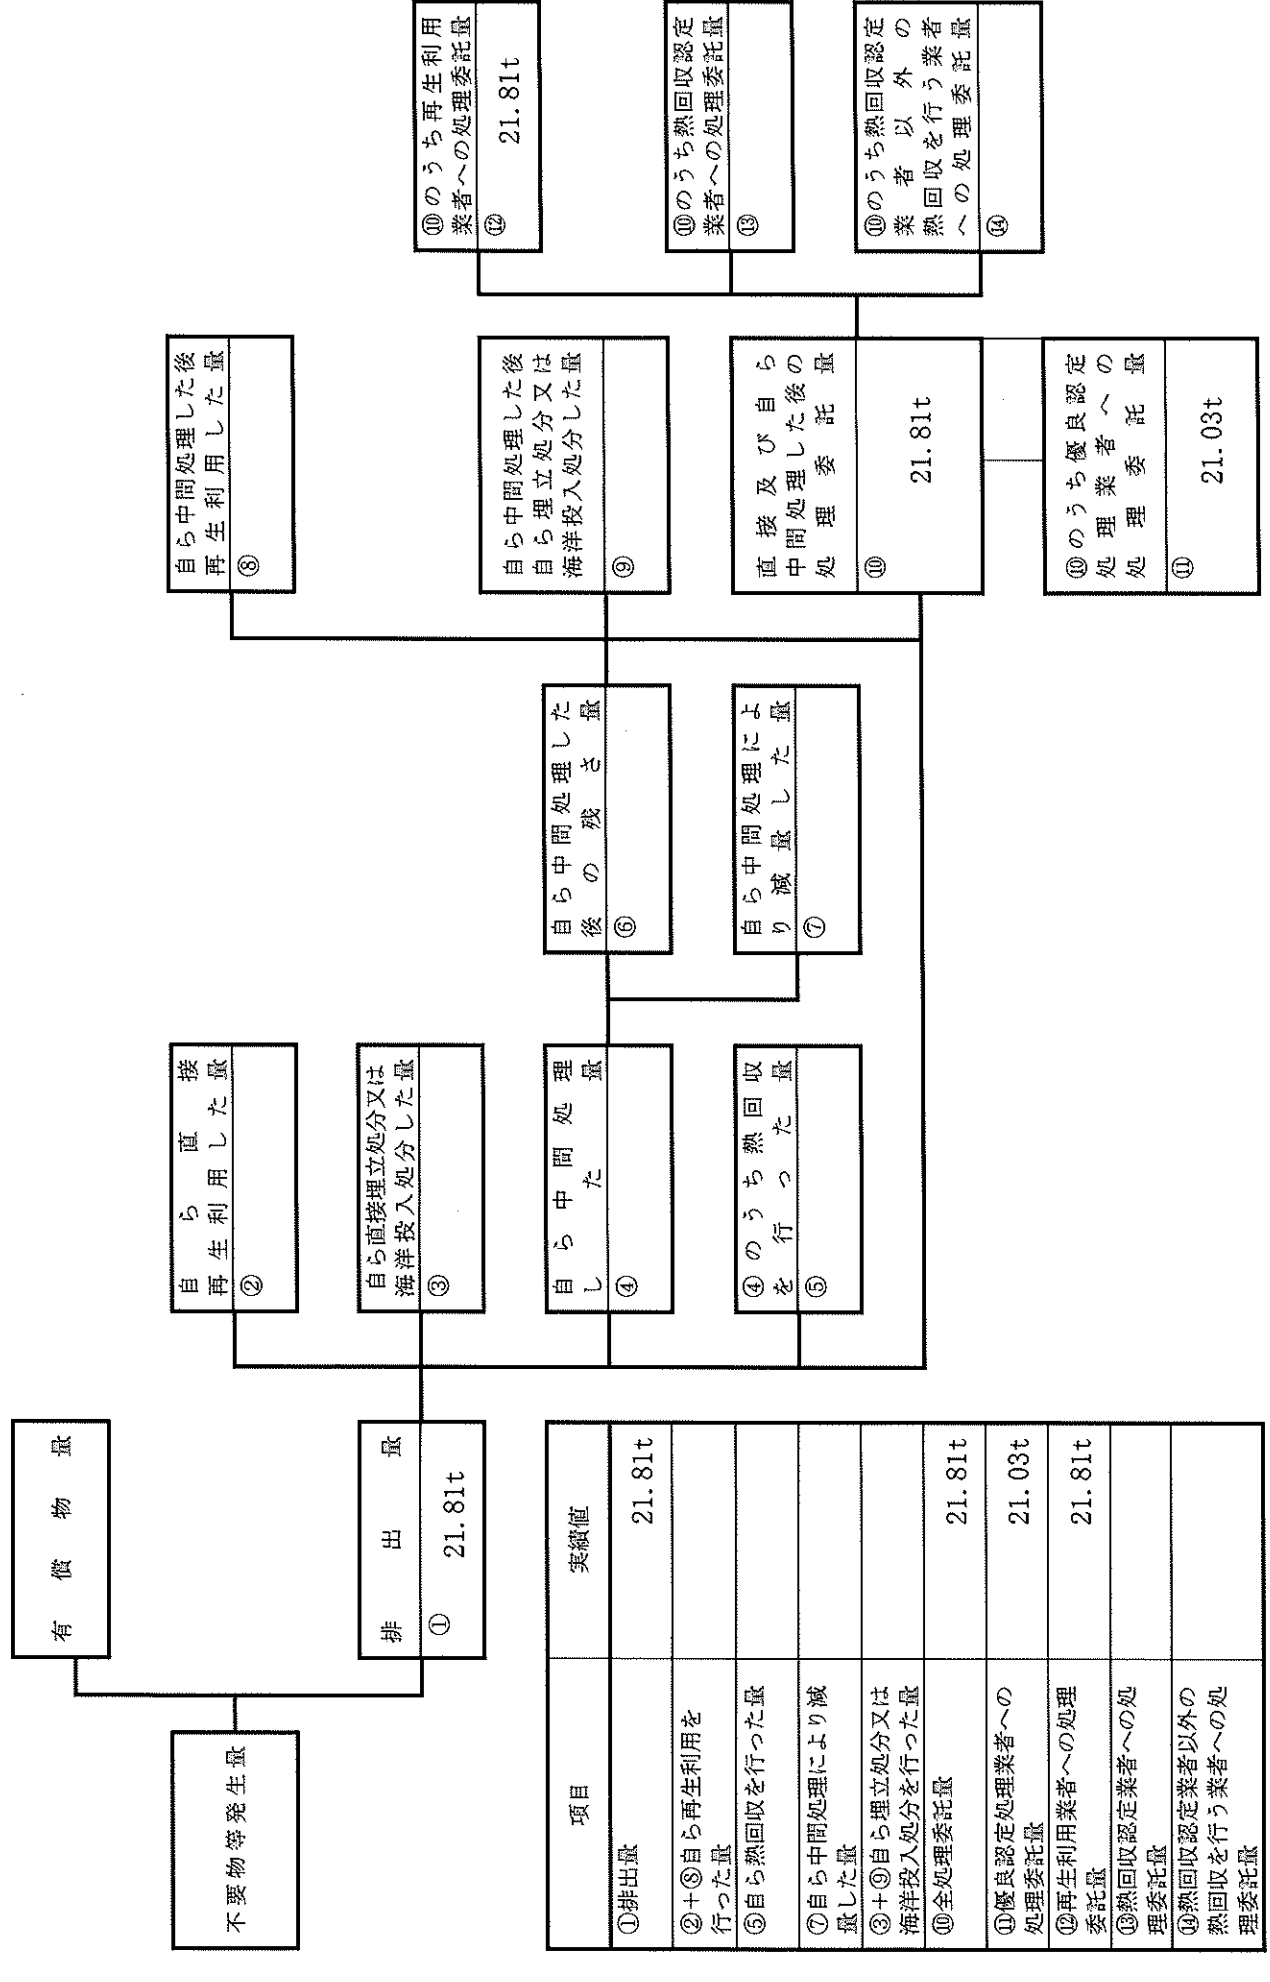 不要物等発生量
有償物量
排出量
① 21.81t
自ら直接
再生利用した量
②
自ら直接埋立処分又は
海洋投入処分した量
③
自ら中間処理
した量
④
④のうち熱回収
を行った量
⑤
自ら中間処理した
後の残さ量
⑥
自ら中間処理によ
り減量した量
⑦
自ら中間処理した後
再生利用した量
⑧
自ら中間処理した後
自ら埋立処分又は
海洋投入処分した量
⑨
直接及び自ら
中間処理した後の
処理委託量
⑩ 21.81t
⑩のうち優良認定
処理業者への
処理委託量
⑪ 21.03t
⑩のうち再生利用
業者への処理委託量
⑫ 21.81t
⑩のうち熱回収認定
業者への処理委託量
⑬
⑩のうち熱回収認定
業者以外の
熱回収を行う業者
への処理委託量
⑭
項目 実績値
①排出量 21.81t
②+⑧自ら再生利用を
行った量
⑤自ら熱回収を行った量
⑦自ら中間処理により減
量した量
③+⑨自ら埋立処分又は
海洋投入処分を行った量
⑩全処理委託量 21.81t
⑪優良認定処理業者への
処理委託量 21.03t
⑫再生利用業者への処理
委託量 21.81t
⑬熱回収認定業者への処
理委託量
⑭熱回収認定業者以外の
熱回収を行う業者への処
理委託量